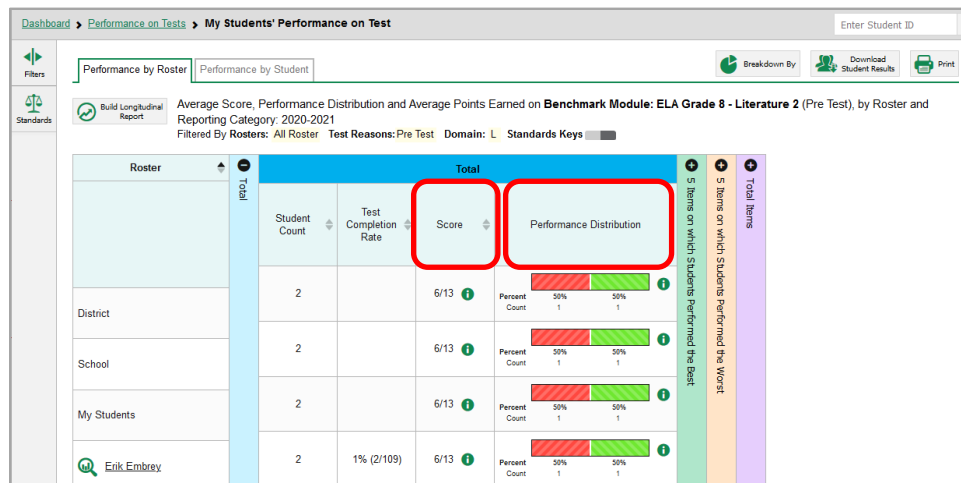 Dashboard > Performance on Tests > My Students' Performance on Test
Enter Student ID
Filters
Standards
Performance by Roster
Performance by Student
Breakdown By
Download Student Results
Print
Build Longitudinal Report
Average Score, Performance Distribution and Average Points Earned on Benchmark Module: ELA Grade 8 - Literature 2 (Pre Test), by Roster and
Reporting Category: 2020-2021
Filtered By Rosters: All Roster Test Reasons: Pre Test Domain: L Standards Keys
Roster
Total
Total
Student Count
Test Completion Rate
Score
Performance Distribution
5 Items on which Students Performed the Best
5 Items on which Students Performed the Worst
Total Items
District
2
6/13
Percent 50% 50%
Count 1 1
School
2
6/13
Percent 50% 50%
Count 1 1
My Students
2
6/13
Percent 50% 50%
Count 1 1
Erik Embrey
2
1% (2/109)
6/13
Percent 50% 50%
Count 1 1